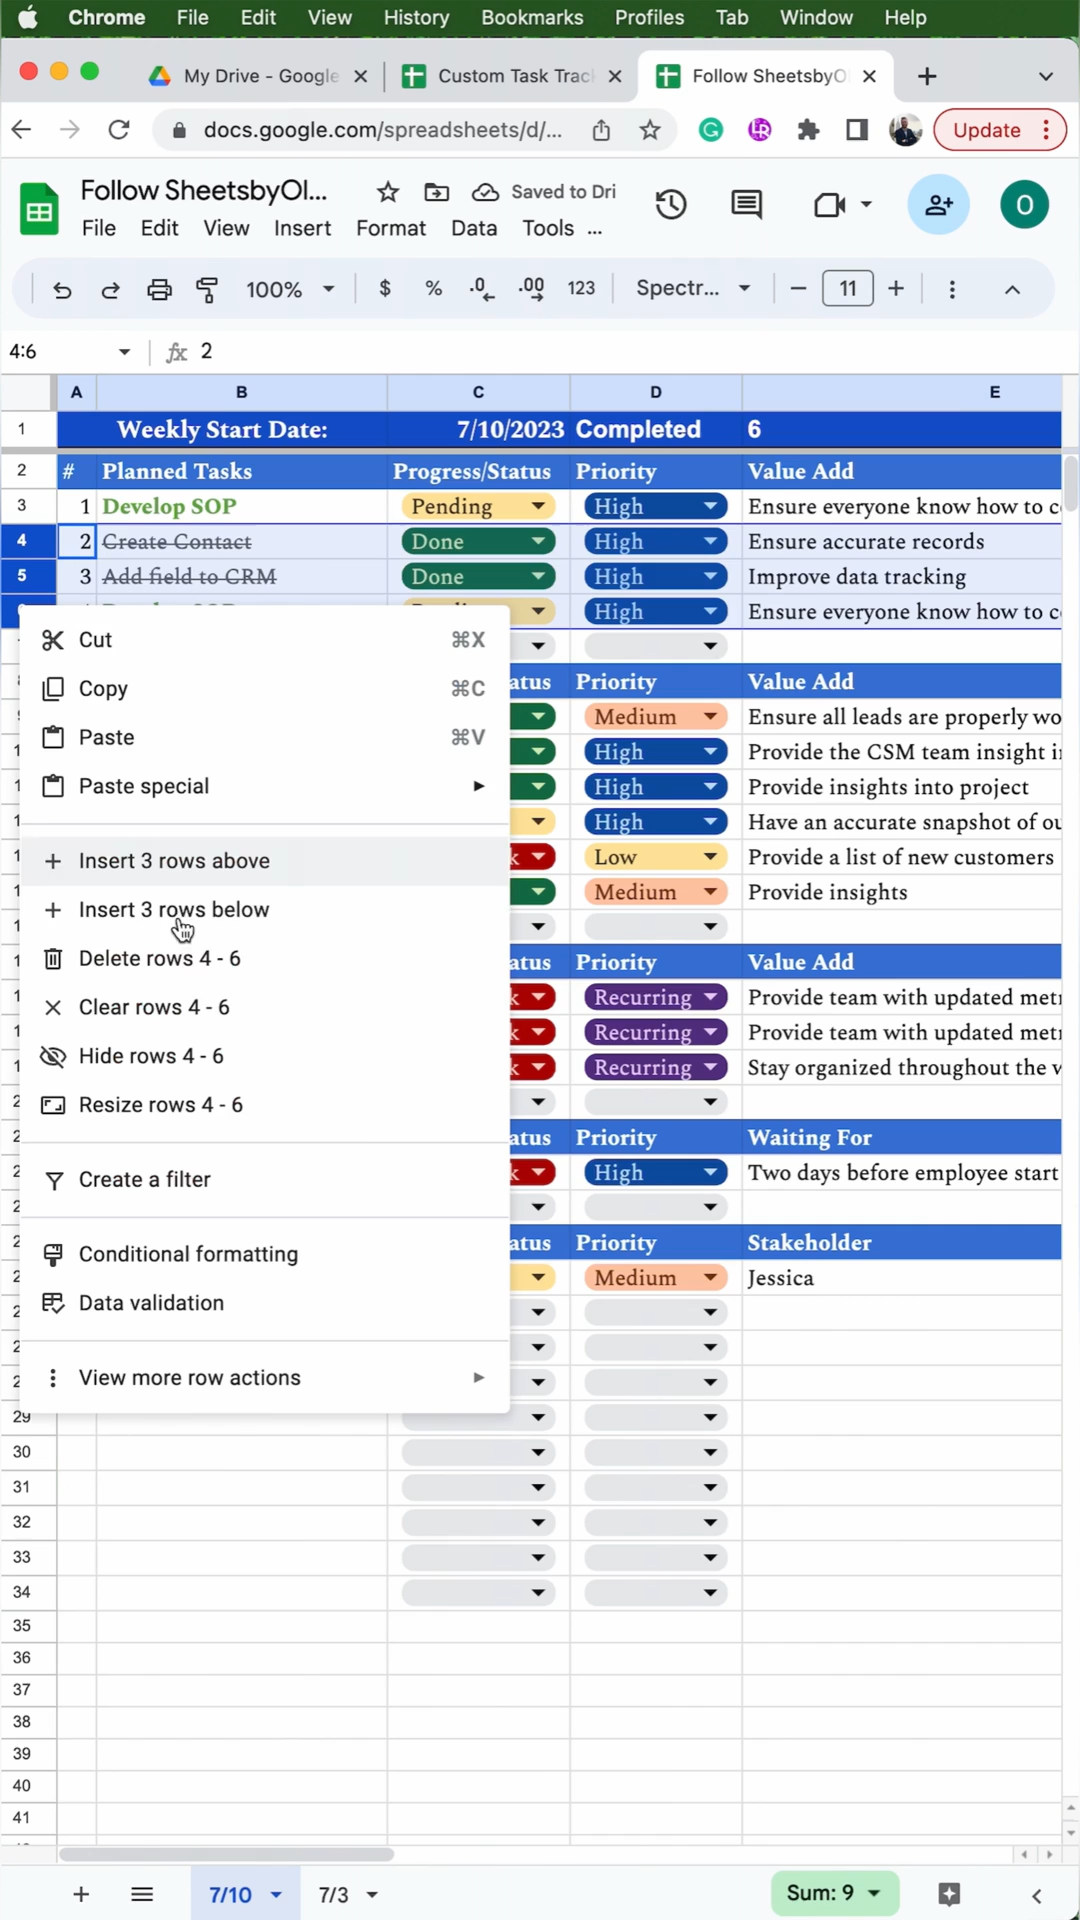 Chrome File Edit View History Bookmarks Profiles Tab Window Help
My Drive - Google Custom Task Trac Follow SheetsbyO
docs.google.com/spreadsheets/d/... Update
Follow SheetsbyOl... Saved to Dri
File Edit View Insert Format Data Tools ... O
100% $ % .0 .00 123 Spectr... 11
4:6 fx 2
A B C D E
1 Weekly Start Date: 7/10/2023 Completed 6
2 # Planned Tasks Progress/Status Priority Value Add
3 1 Develop SOP Pending High Ensure everyone know how to c
4 2 Create Contact Done High Ensure accurate records
5 3 Add field to CRM Done High Improve data tracking
High Ensure everyone know how to c
Cut ⌘X
Copy ⌘C
atus Priority Value Add
Medium Ensure all leads are properly wo
Paste ⌘V
High Provide the CSM team insight i
Paste special
High Provide insights into project
High Have an accurate snapshot of ou
Insert 3 rows above
k Low Provide a list of new customers
Medium Provide insights
Insert 3 rows below
Delete rows 4 - 6
atus Priority Value Add
k Recurring Provide team with updated met
Clear rows 4 - 6
k Recurring Provide team with updated met
Hide rows 4 - 6
k Recurring Stay organized throughout the v
Resize rows 4 - 6
atus Priority Waiting For
Create a filter
k High Two days before employee start
atus Priority Stakeholder
Conditional formatting
Medium Jessica
Data validation
View more row actions
29
30
31
32
33
34
35
36
37
38
39
40
41
7/10 7/3 Sum: 9